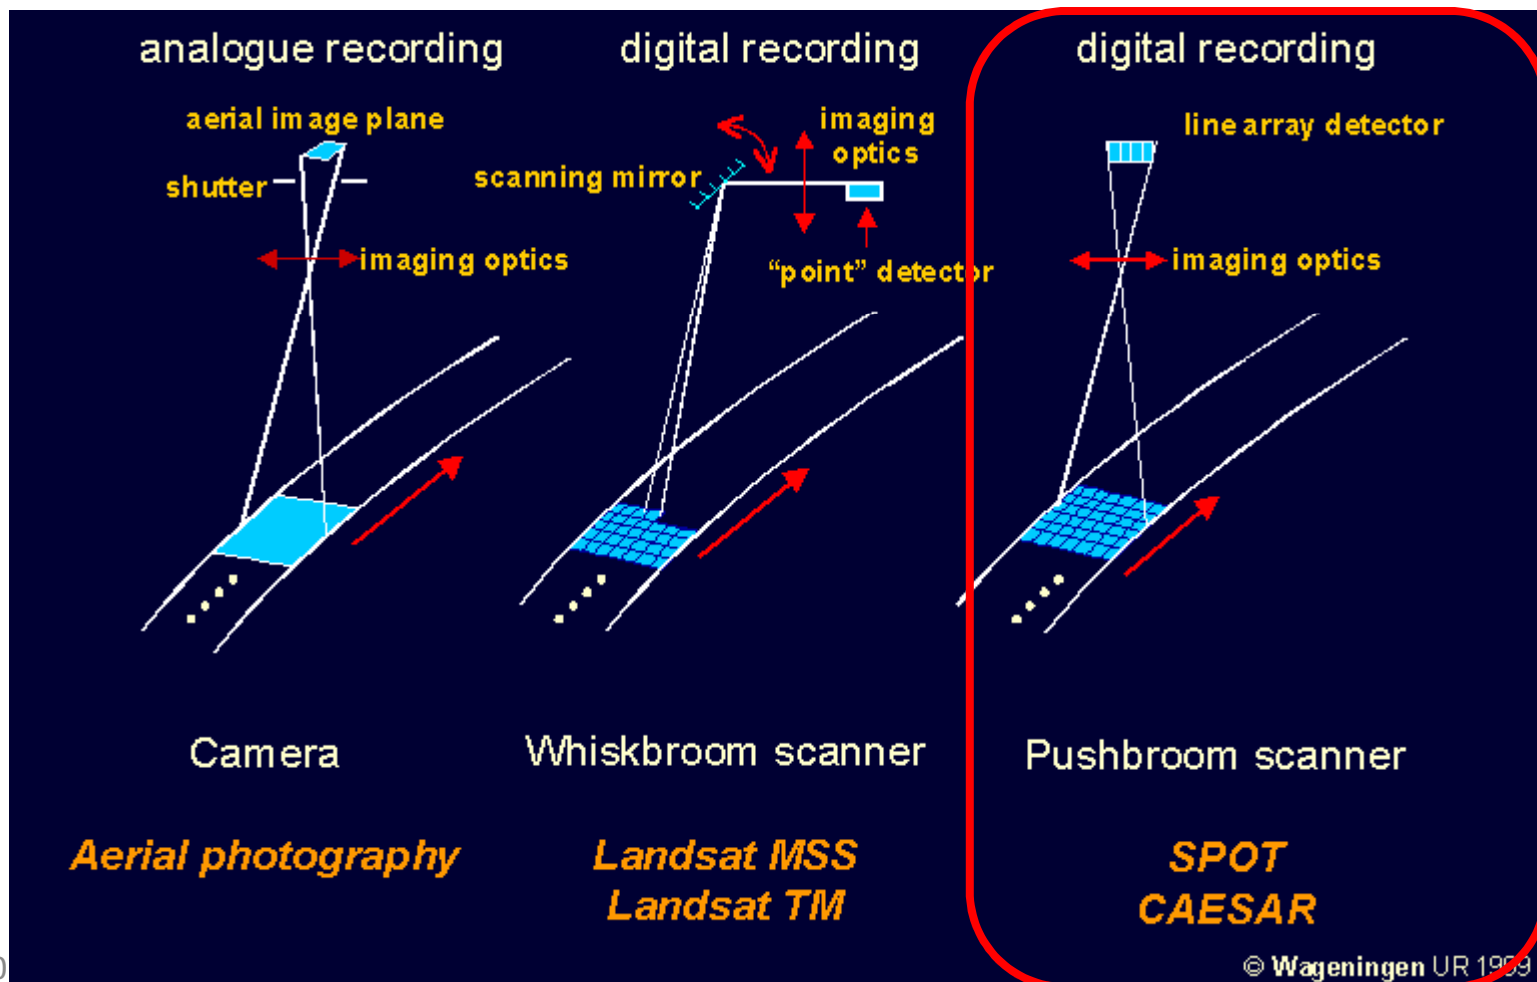 analogue recording
aerial image plane
shutter
imaging optics
Camera
Aerial photography
digital recording
imaging
optics
scanning mirror
“point” detector
Whiskbroom scanner
Landsat MSS
Landsat TM
digital recording
line array detector
imaging optics
Pushbroom scanner
SPOT
CAESAR
© Wageningen UR 1999